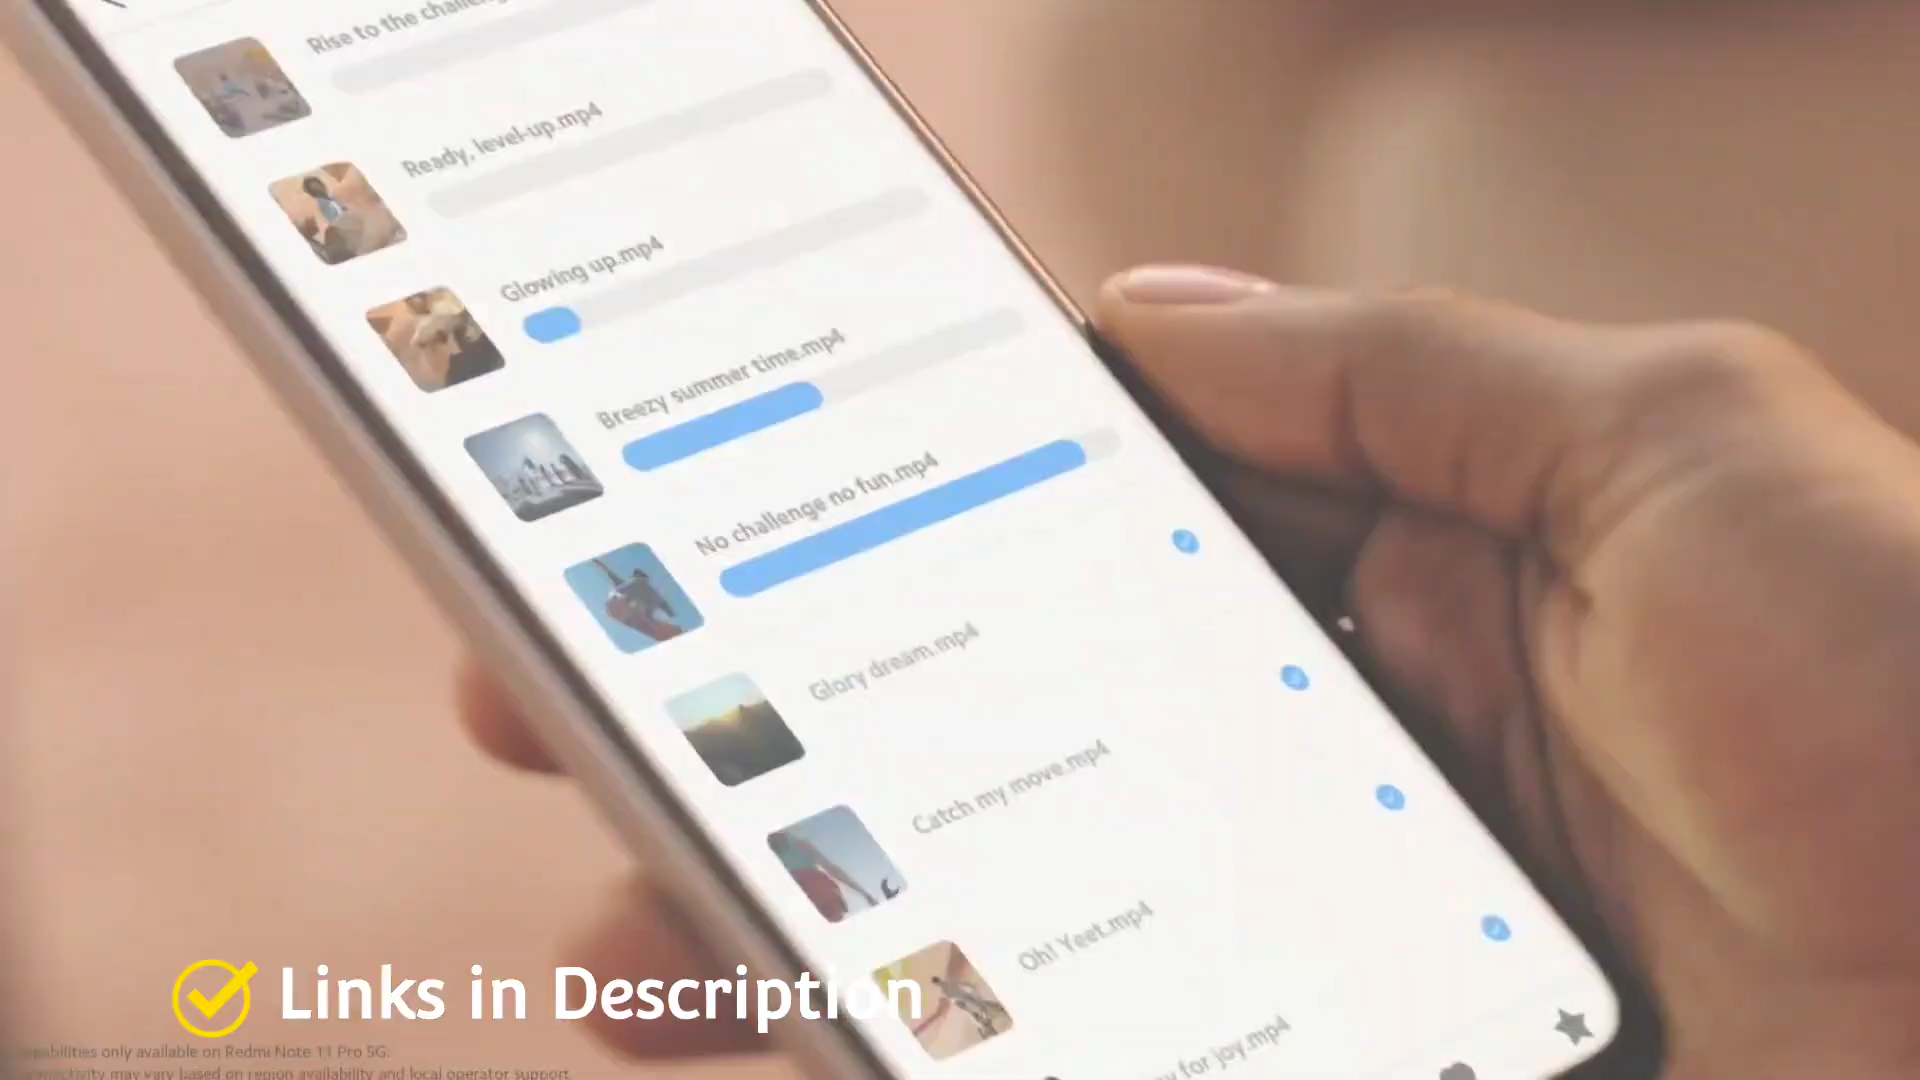 Rise to the
Ready, level-up.mp4
Glowing up.mp4
Breezy summer time.mp4
No challenge no fun.mp4
Glory dream.mp4
Catch my move.mp4
Oh! Yeet.mp4
for joy.mp4
Links in Description
only available on Redmi Note 11 Pro 5G.
may vary based on region availability and local operator support.